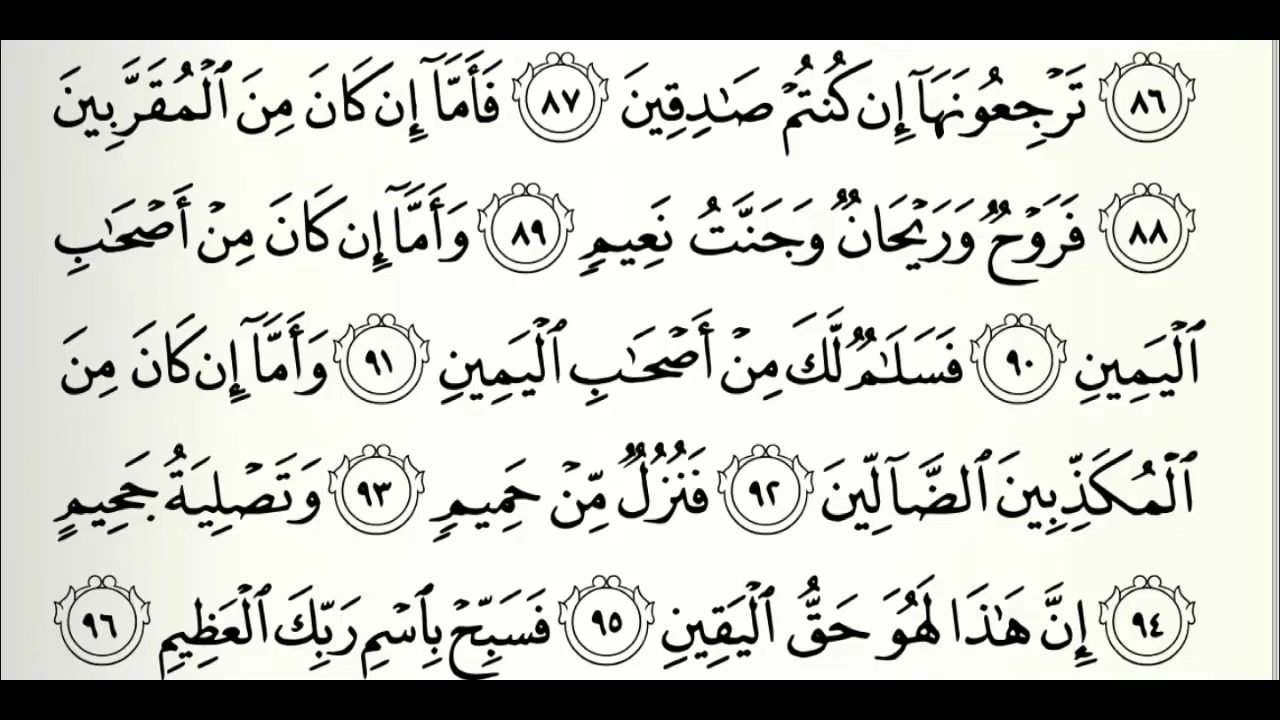 ٨٦ تَرۡجِعُونَهَآ إِن كُنتُمۡ صَـٰدِقِينَ ٨٧ فَأَمَّآ إِن كَانَ مِنَ ٱلۡمُقَرَّبِينَ
٨٨ فَرَوۡحٌ وَرَيۡحَانٌ وَجَنَّتُ نَعِيمٍ ٨٩ وَأَمَّآ إِن كَانَ مِنۡ أَصۡحَـٰبِ
ٱلۡيَمِينِ ٩٠ فَسَلَـٰمٌ لَّكَ مِنۡ أَصۡحَـٰبِ ٱلۡيَمِينِ ٩١ وَأَمَّآ إِن كَانَ مِنَ
ٱلۡمُكَذِّبِينَ ٱلضَّآلِّينَ ٩٢ فَنُزُلٌ مِّنۡ حَمِيمٍ ٩٣ وَتَصۡلِيَةُ جَحِيمٍ
٩٤ إِنَّ هَـٰذَا لَهُوَ حَقُّ ٱلۡيَقِينِ ٩٥ فَسَبِّحۡ بِٱسۡمِ رَبِّكَ ٱلۡعَظِيمِ ٩٦